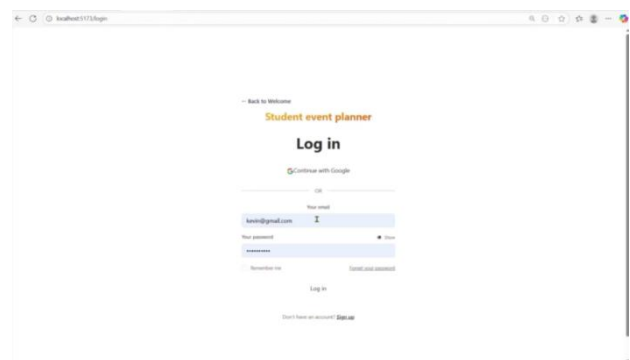 localhost:5173/login
← Back to Welcome
Student event planner
Log in
Continue with Google
OR
Your email
kevin@gmail.com
Your password Show
••••••••••
Remember me Forget your password
Log in
Don't have an account? Sign up